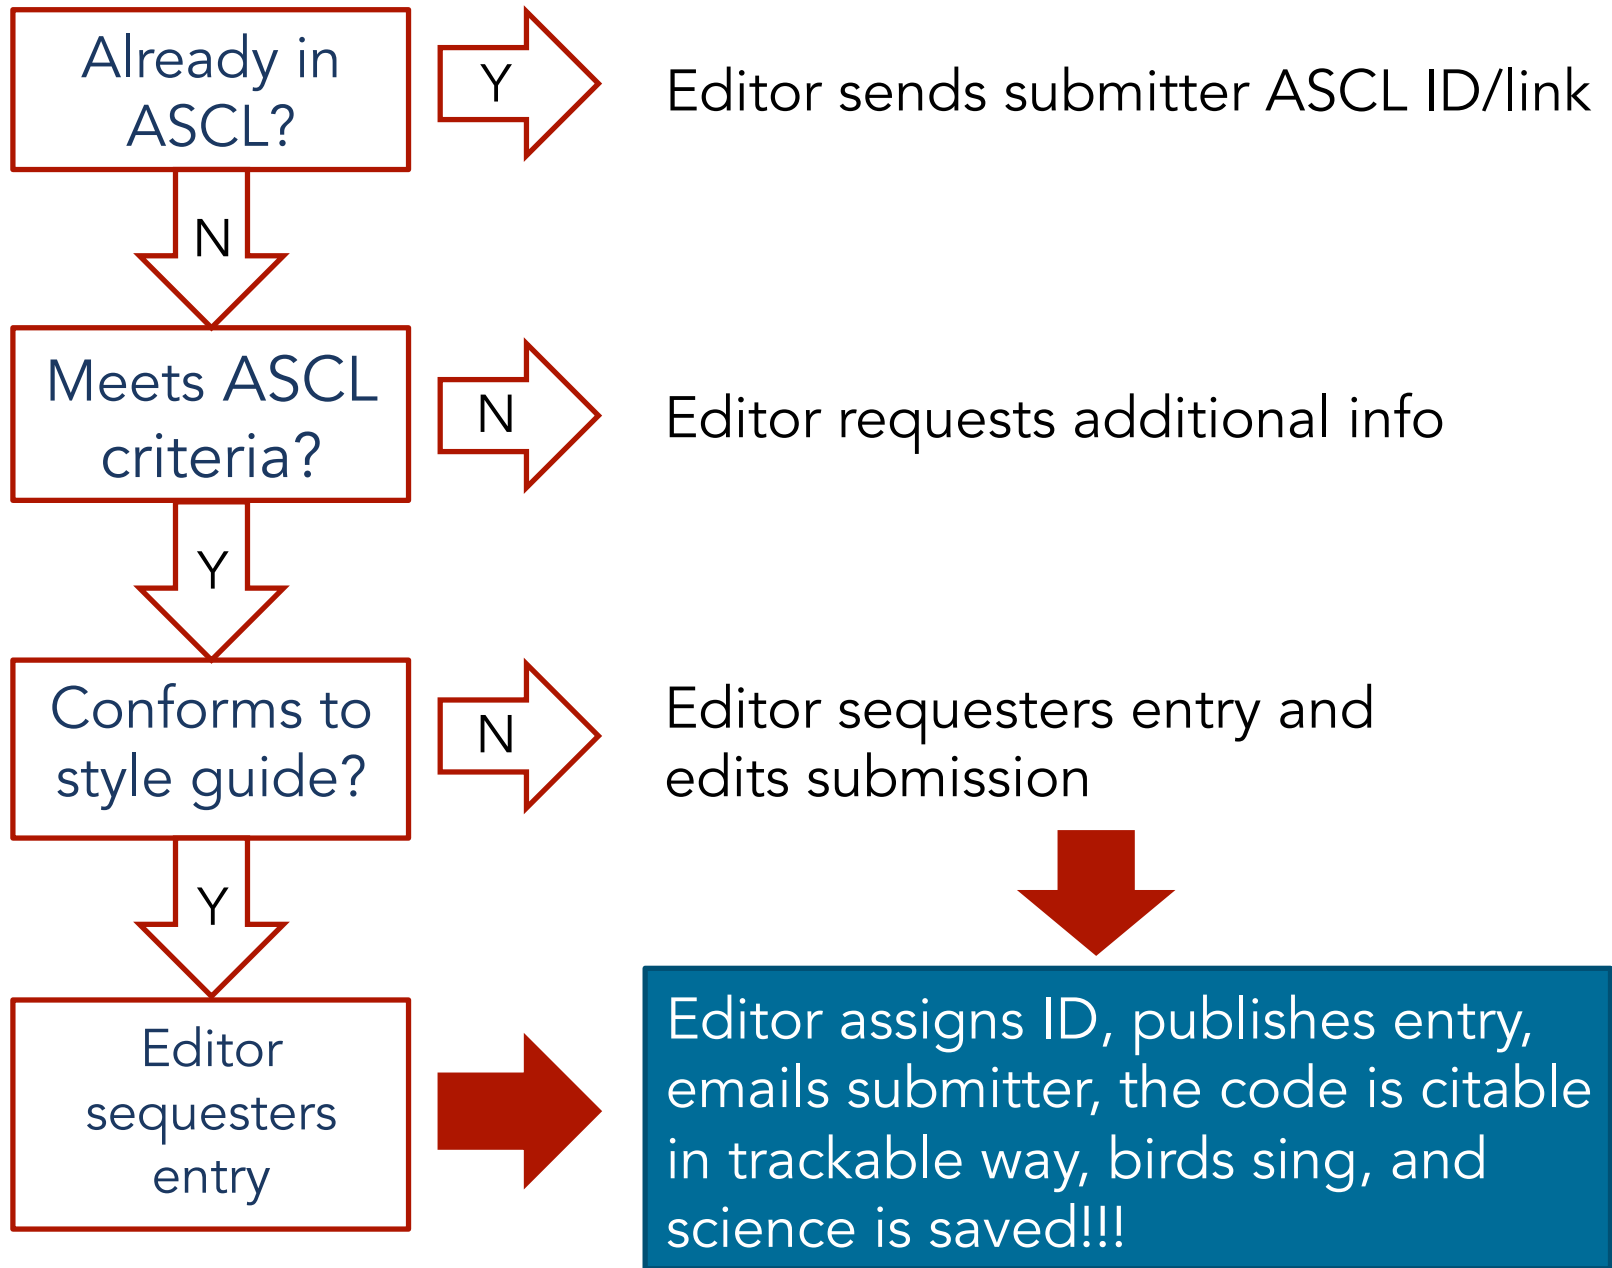 Already in
ASCL?
Y
Editor sends submitter ASCL ID/link
N
Meets ASCL
criteria?
N
Editor requests additional info
Y
Conforms to
style guide?
N
Editor sequesters entry and
edits submission
Y
Editor
sequesters
entry
Editor assigns ID, publishes entry,
emails submitter, the code is citable
in trackable way, birds sing, and
science is saved!!!